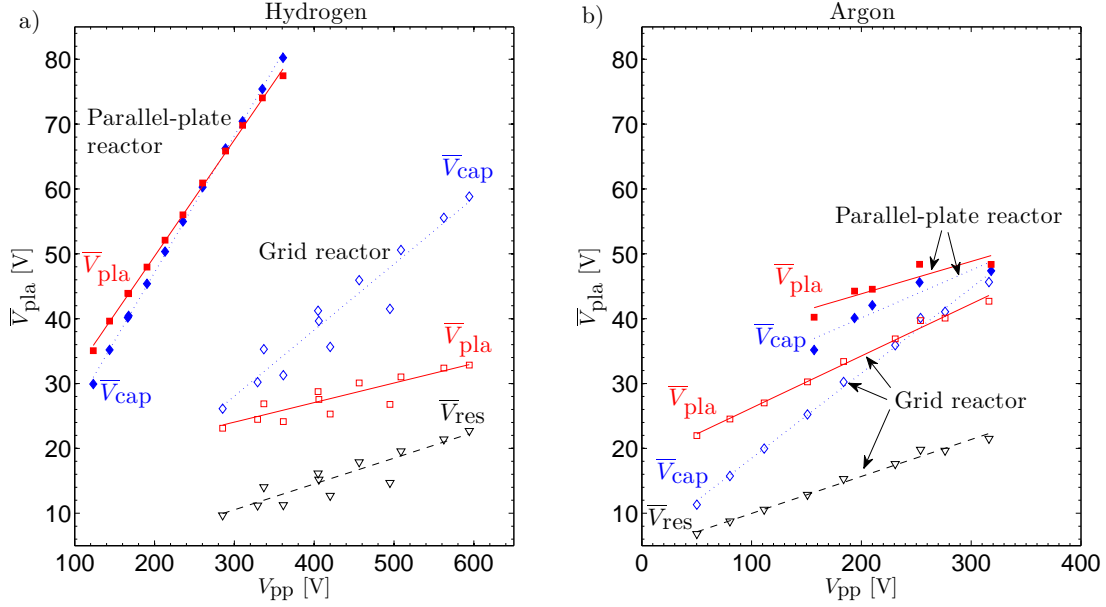 a)
Hydrogen
80
70
60
50
40
30
20
10
100
200
300
400
500
600
V̅pla [V]
Vpp [V]
Parallel-plate
reactor
V̅cap
Grid reactor
V̅pla
V̅cap
V̅pla
V̅res
b)
Argon
80
70
60
50
40
30
20
10
0
100
200
300
400
V̅pla [V]
Vpp [V]
Parallel-plate reactor
V̅pla
V̅cap
V̅pla
Grid reactor
V̅cap
V̅res